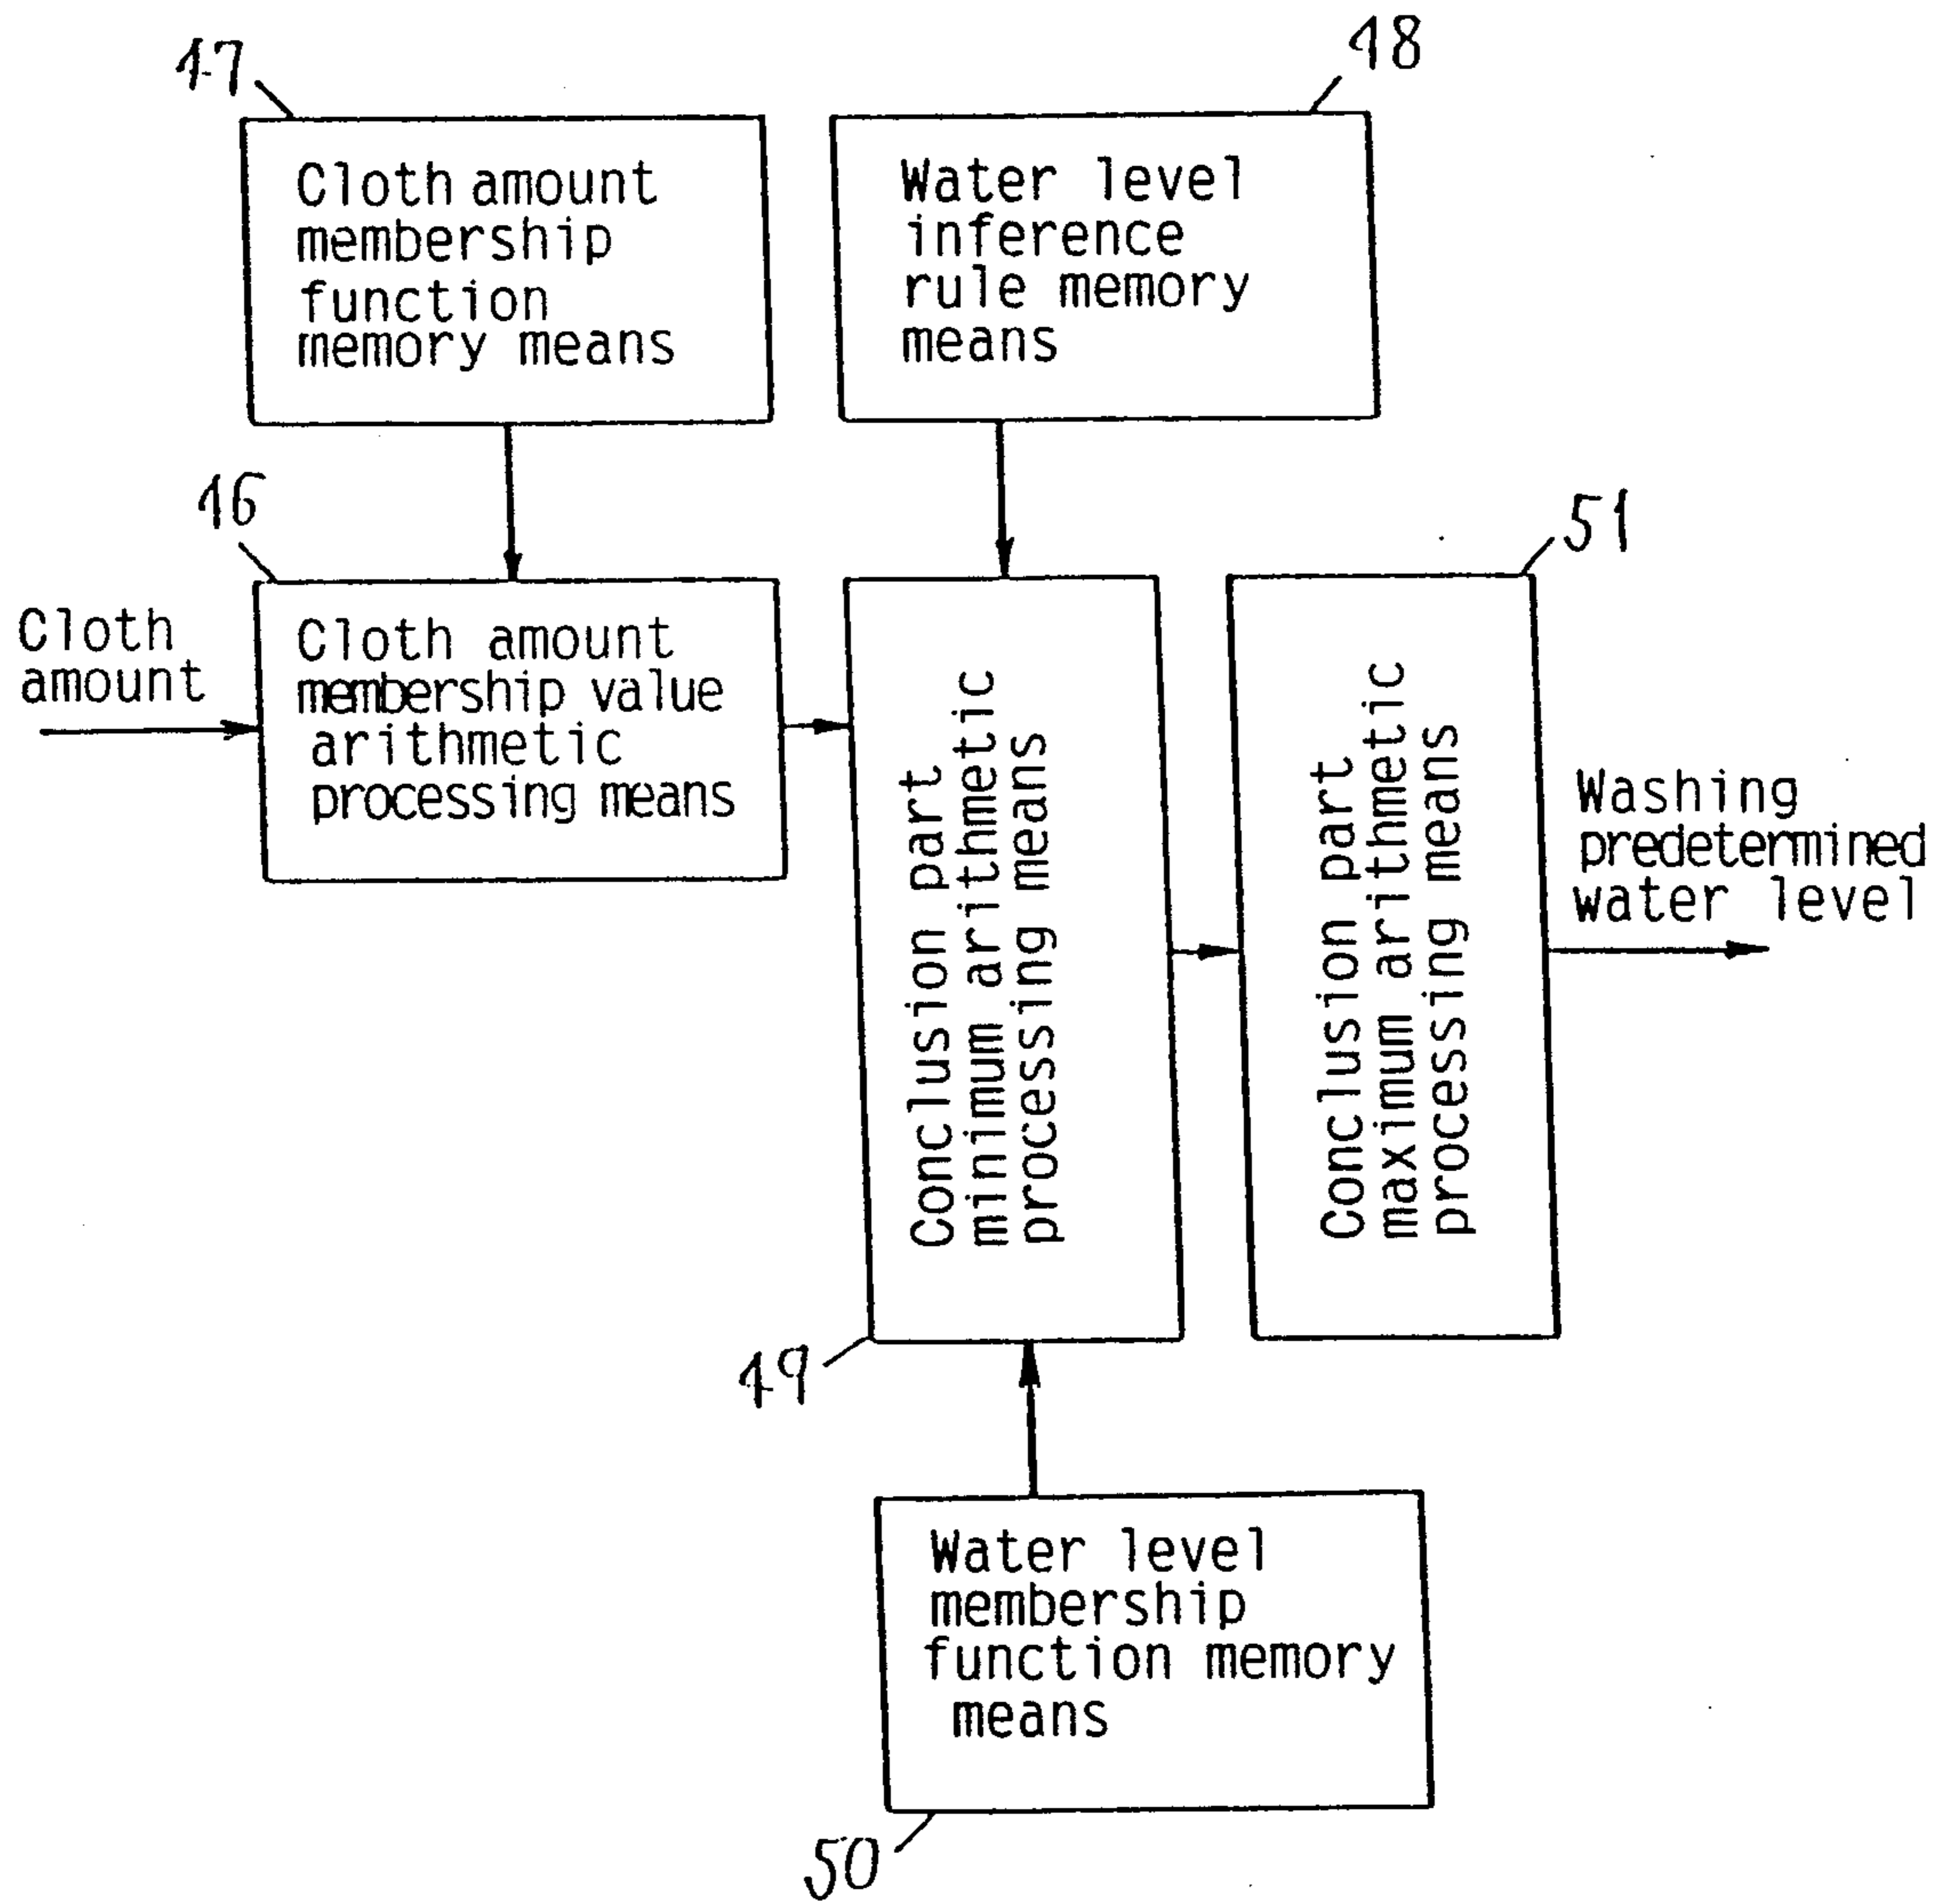 47
Cloth amount
membership
function
memory means
48
Water level
inference
rule memory
means
46
Cloth
amount
Cloth amount
membership value
arithmetic
processing means
49
Conclusion part
minimum arithmetic
processing means
51
Conclusion part
maximum arithmetic
processing means
Washing
predetermined
water level
Water level
membership
function memory
means
50